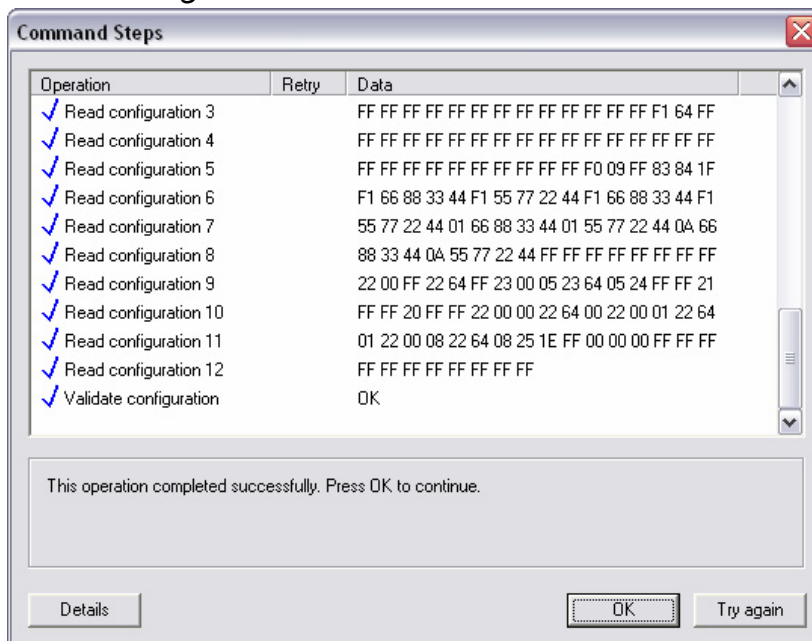 Command Steps
Operation Retry Data
Read configuration 3 FF FF FF FF FF FF FF FF FF FF FF FF FF F1 64 FF
Read configuration 4 FF FF FF FF FF FF FF FF FF FF FF FF FF FF FF FF
Read configuration 5 FF FF FF FF FF FF FF FF FF FF F0 09 FF 83 84 1F
Read configuration 6 F1 66 88 33 44 F1 55 77 22 44 F1 66 88 33 44 F1
Read configuration 7 55 77 22 44 01 66 88 33 44 01 55 77 22 44 0A 66
Read configuration 8 88 33 44 0A 55 77 22 44 FF FF FF FF FF FF FF FF
Read configuration 9 22 00 FF 22 64 FF 23 00 05 23 64 05 24 FF FF 21
Read configuration 10 FF FF 20 FF FF 22 00 00 22 64 00 22 00 01 22 64
Read configuration 11 01 22 00 08 22 64 08 25 1E FF 00 00 00 FF FF FF
Read configuration 12 FF FF FF FF FF FF FF FF
Validate configuration OK
This operation completed successfully. Press OK to continue.
Details OK Try again